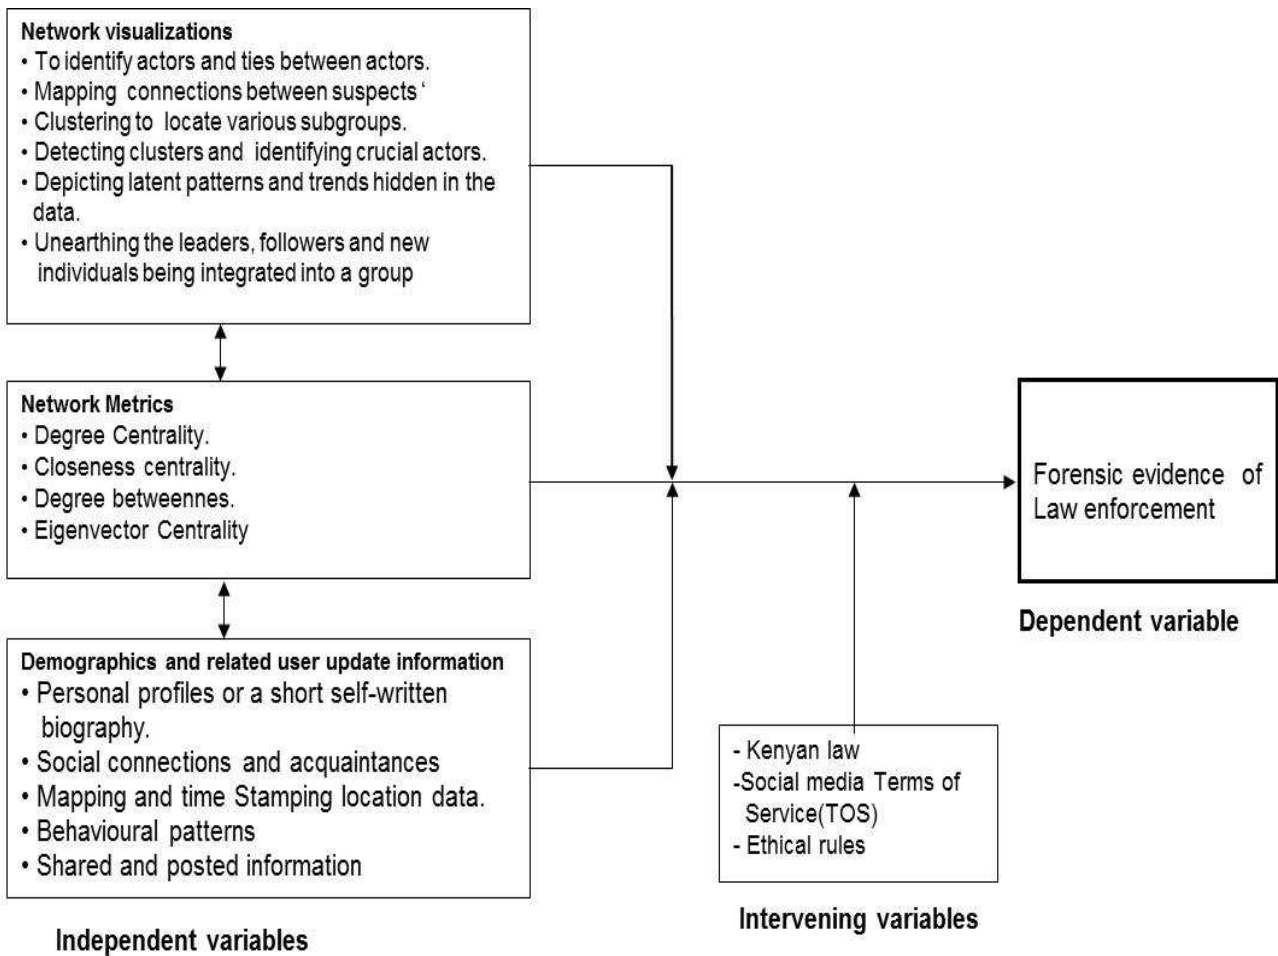 Network visualizations
• To identify actors and ties between actors.
• Mapping connections between suspects ‘
• Clustering to locate various subgroups.
• Detecting clusters and identifying crucial actors.
• Depicting latent patterns and trends hidden in the
data.
• Unearthing the leaders, followers and new
individuals being integrated into a group
Network Metrics
• Degree Centrality.
• Closeness centrality.
• Degree betweennes.
• Eigenvector Centrality
Demographics and related user update information
• Personal profiles or a short self-written
biography.
• Social connections and acquaintances
• Mapping and time Stamping location data.
• Behavioural patterns
• Shared and posted information
Independent variables
- Kenyan law
-Social media Terms of
Service(TOS)
- Ethical rules
Intervening variables
Forensic evidence of
Law enforcement
Dependent variable